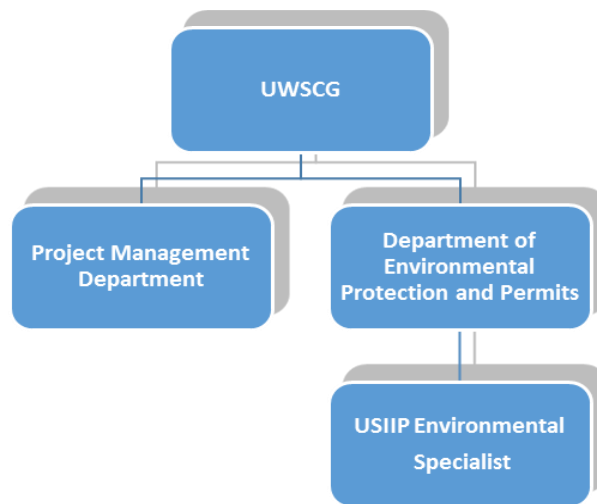 UWSCG
Project Management
Department
Department of
Environmental
Protection and Permits
USIIP Environmental
Specialist